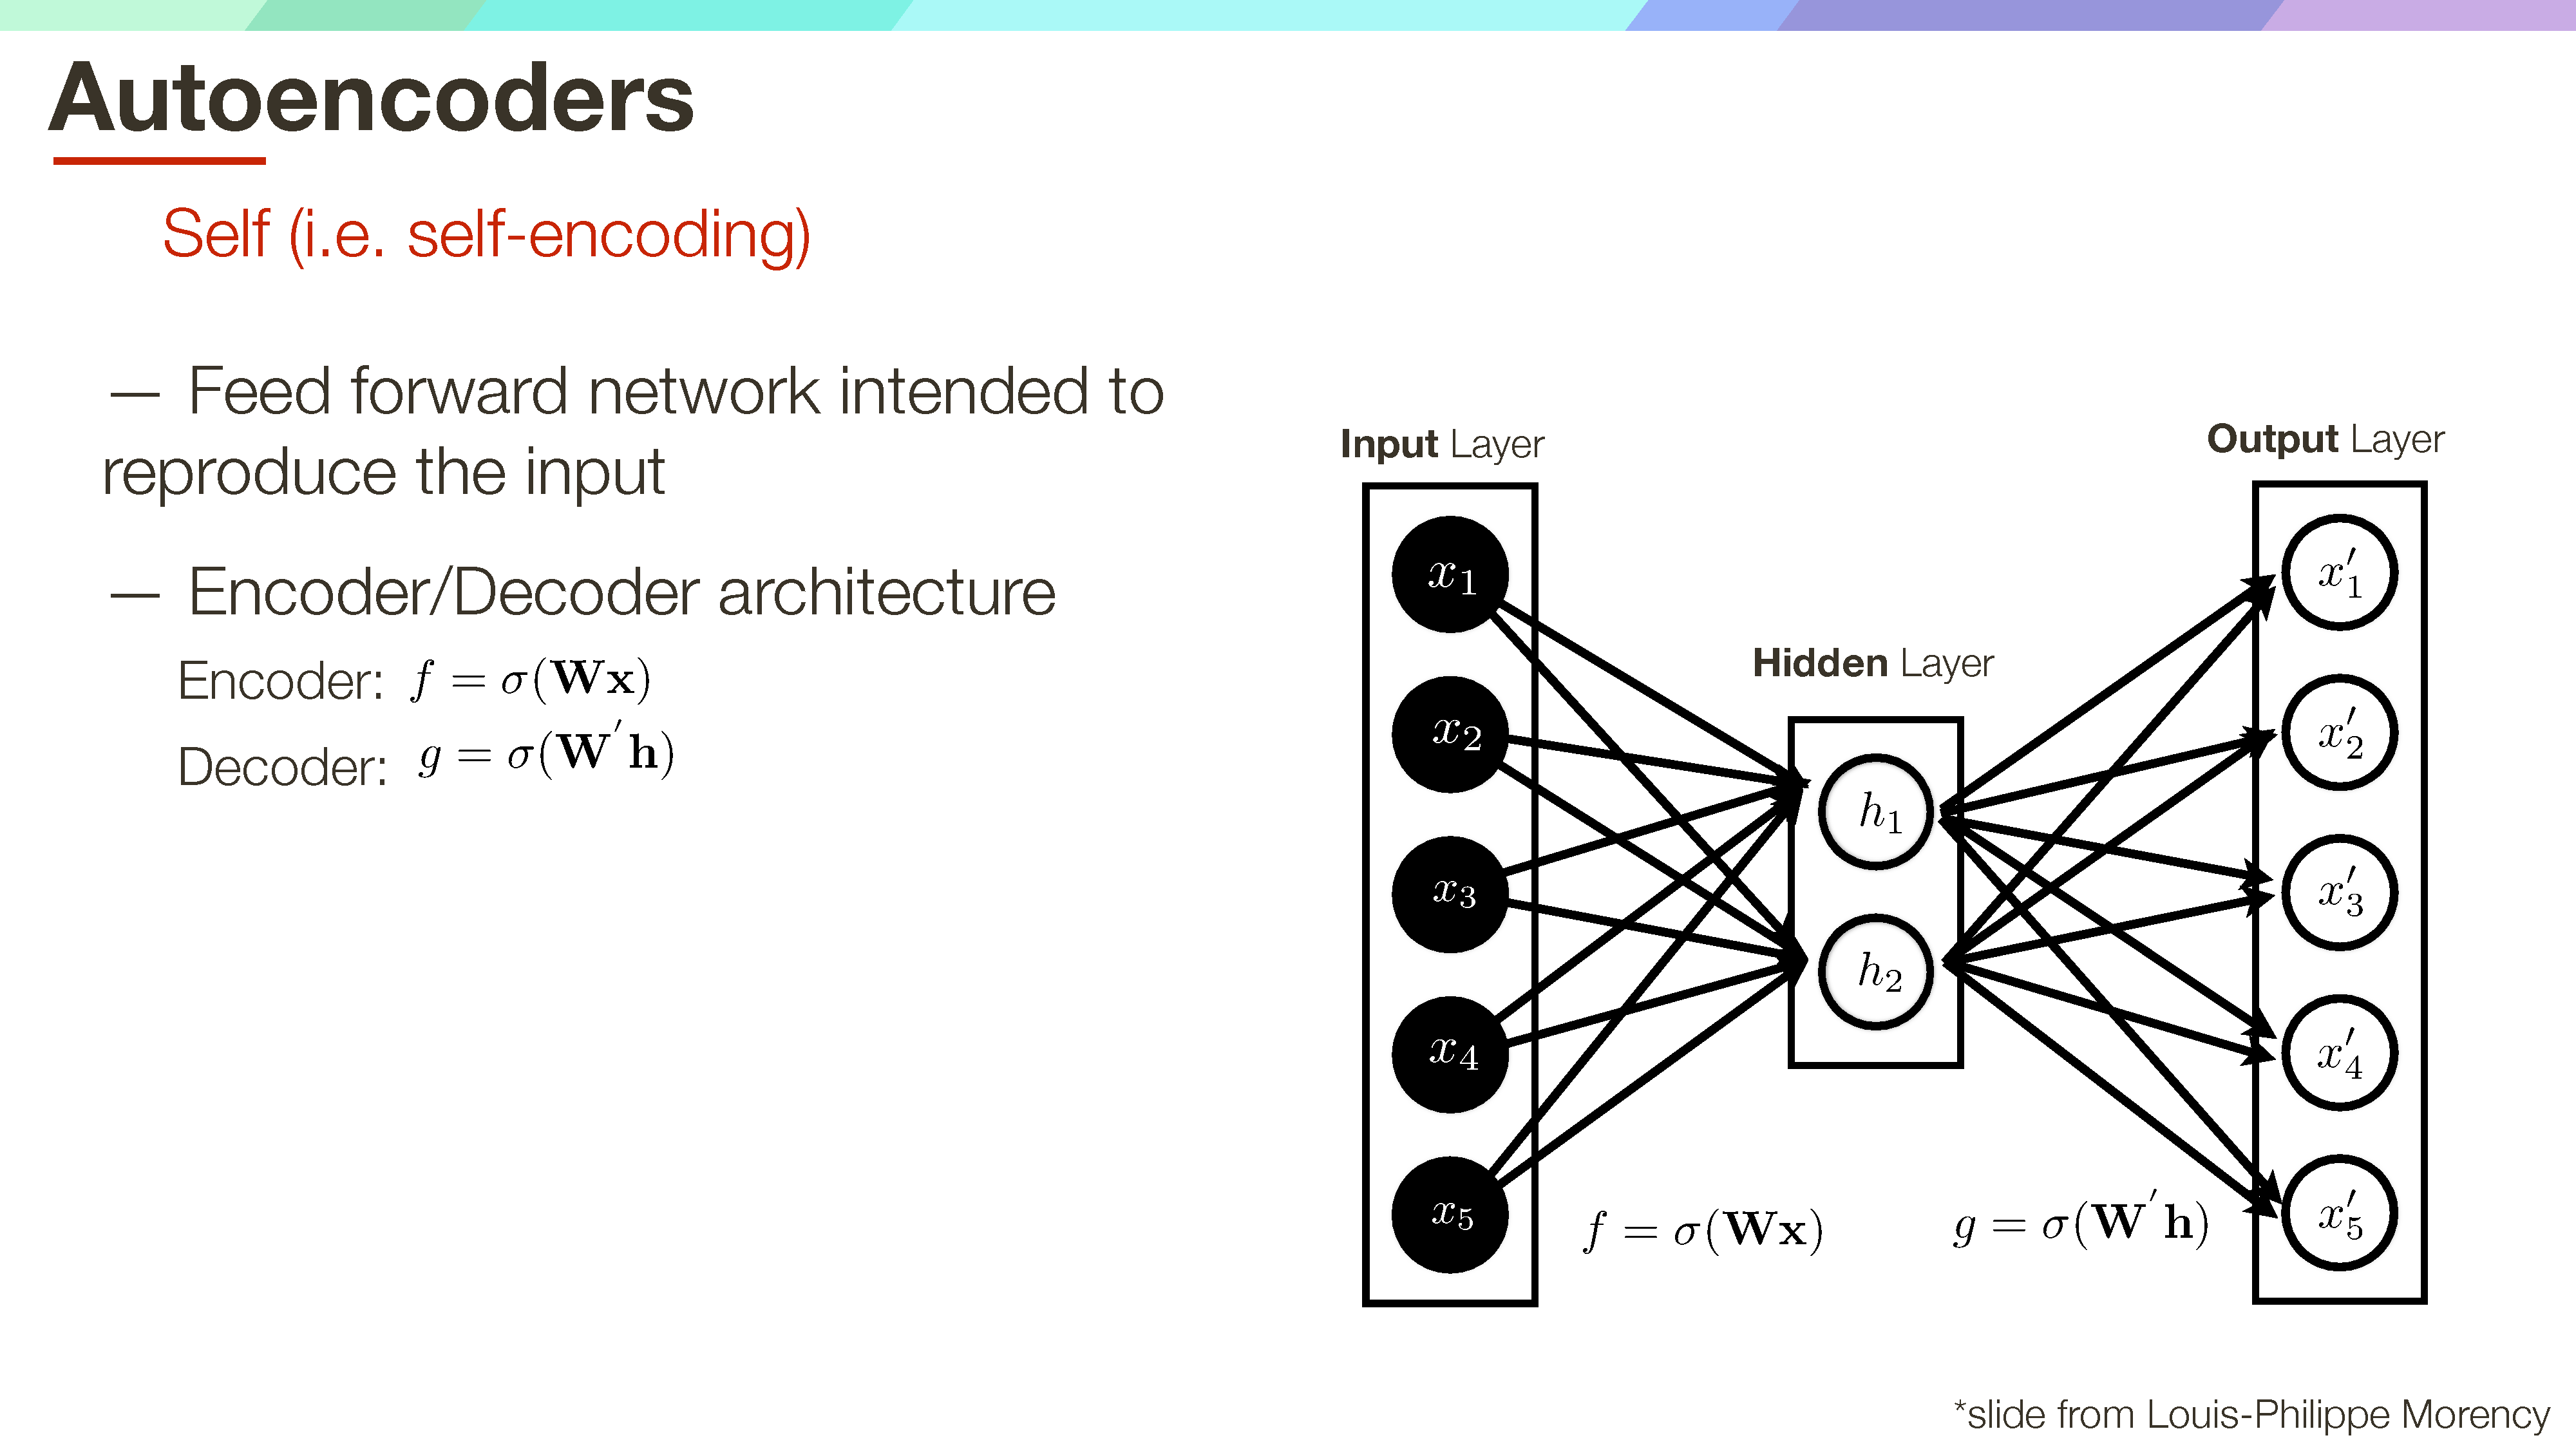 Autoencoders
Self (i.e. self-encoding)
— Feed forward network intended to
reproduce the input
— Encoder/Decoder architecture
Encoder: f = σ(Wx)
Decoder: g = σ(W′h)
Input Layer
x₁
x₂
x₃
x₄
x₅
Hidden Layer
h₁
h₂
Output Layer
x′₁
x′₂
x′₃
x′₄
x′₅
f = σ(Wx)
g = σ(W′h)
*slide from Louis-Philippe Morency